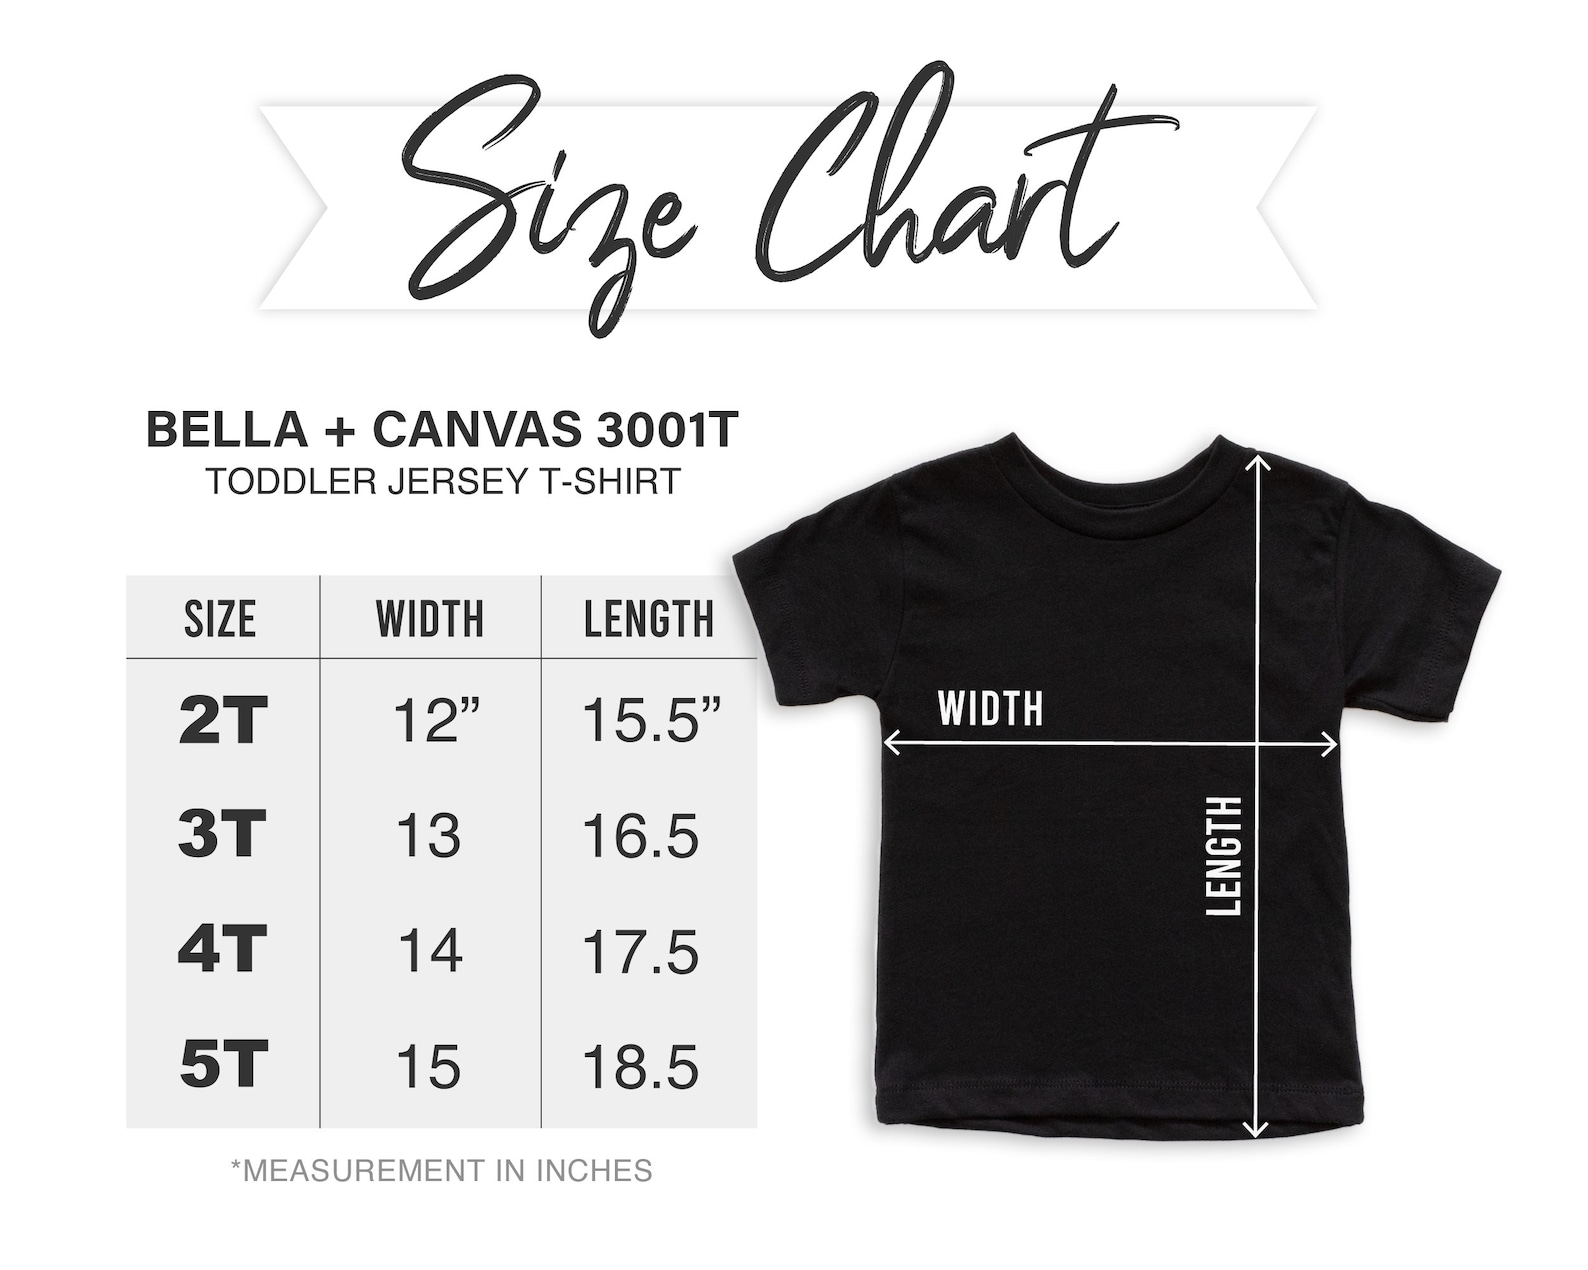 Size Chart
BELLA + CANVAS 3001T
TODDLER JERSEY T-SHIRT
SIZE WIDTH LENGTH
2T 12” 15.5”
3T 13 16.5
4T 14 17.5
5T 15 18.5
*MEASUREMENT IN INCHES
WIDTH
LENGTH